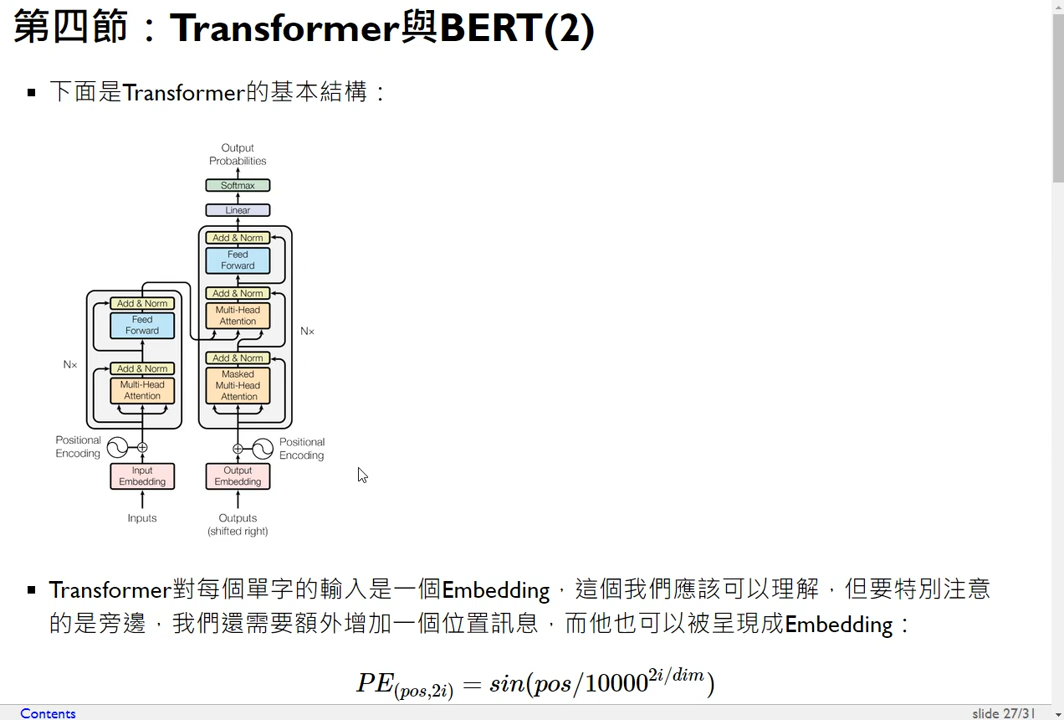 第四節：Transformer與BERT(2)
下面是Transformer的基本結構：
Output
Probabilities
Softmax
Linear
Add & Norm
Feed
Forward
Add & Norm
Multi-Head
Attention
Nx
Add & Norm
Masked
Multi-Head
Attention
Add & Norm
Feed
Forward
Nx
Add & Norm
Multi-Head
Attention
Positional
Encoding
Positional
Encoding
Input
Embedding
Output
Embedding
Inputs
Outputs
(shifted right)
Transformer對每個單字的輸入是一個Embedding，這個我們應該可以理解，但要特別注意
的是旁邊，我們還需要額外增加一個位置訊息，而他也可以被呈現成Embedding：
PE(pos,2i) = sin(pos/10000^2i/dim)
Contents
slide 27/31